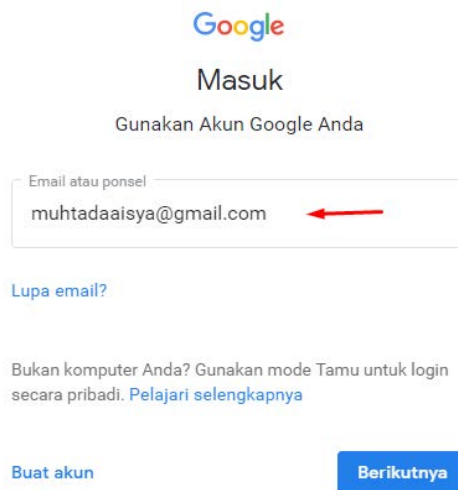 Google
Masuk
Gunakan Akun Google Anda
Email atau ponsel
muhtadaaisya@gmail.com
Lupa email?
Bukan komputer Anda? Gunakan mode Tamu untuk login
secara pribadi. Pelajari selengkapnya
Buat akun
Berikutnya